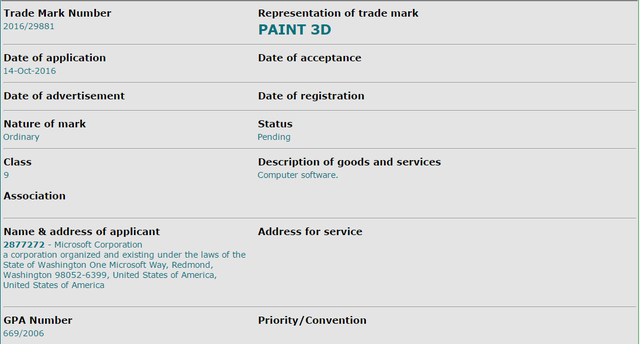 Trade Mark Number
2016/29881
Representation of trade mark
PAINT 3D
Date of application
14-Oct-2016
Date of acceptance
Date of advertisement
Date of registration
Nature of mark
Ordinary
Status
Pending
Class
9
Description of goods and services
Computer software.
Association
Name & address of applicant
2877272 - Microsoft Corporation
a corporation organized and existing under the laws of the
State of Washington One Microsoft Way, Redmond,
Washington 98052-6399, United States of America,
United States of America
Address for service
GPA Number
669/2006
Priority/Convention